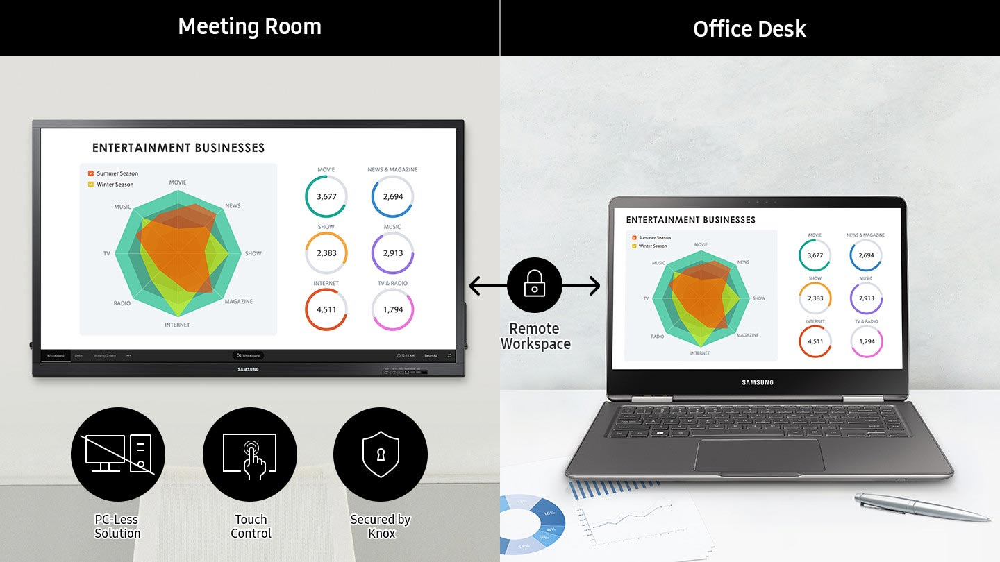 Meeting Room
ENTERTAINMENT BUSINESSES
Summer Season
Winter Season
MOVIE
NEWS
SHOW
MAGAZINE
INTERNET
RADIO
TV
MUSIC
MOVIE
NEWS & MAGAZINE
3,677
2,694
SHOW
MUSIC
2,383
2,913
INTERNET
TV & RADIO
4,511
1,794
Whiteboard
Open
Working Screen
Whiteboard
12:15 AM
Reset All
SAMSUNG
PC-Less
Solution
Touch
Control
Secured by
Knox
Remote
Workspace
Office Desk
ENTERTAINMENT BUSINESSES
Summer Season
Winter Season
MOVIE
NEWS
SHOW
MAGAZINE
INTERNET
RADIO
TV
MUSIC
MOVIE
NEWS & MAGAZINE
3,677
2,694
SHOW
MUSIC
2,383
2,913
INTERNET
TV & RADIO
4,511
1,794
SAMSUNG
18%
8%
7%
14%